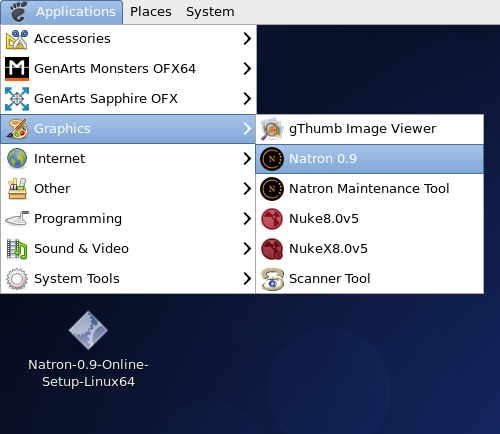 Applications Places System
Accessories
GenArts Monsters OFX64
GenArts Sapphire OFX
Graphics
Internet
Other
Programming
Sound & Video
System Tools
gThumb Image Viewer
Natron 0.9
Natron Maintenance Tool
Nuke8.0v5
NukeX8.0v5
Scanner Tool
Natron-0.9-Online-
Setup-Linux64